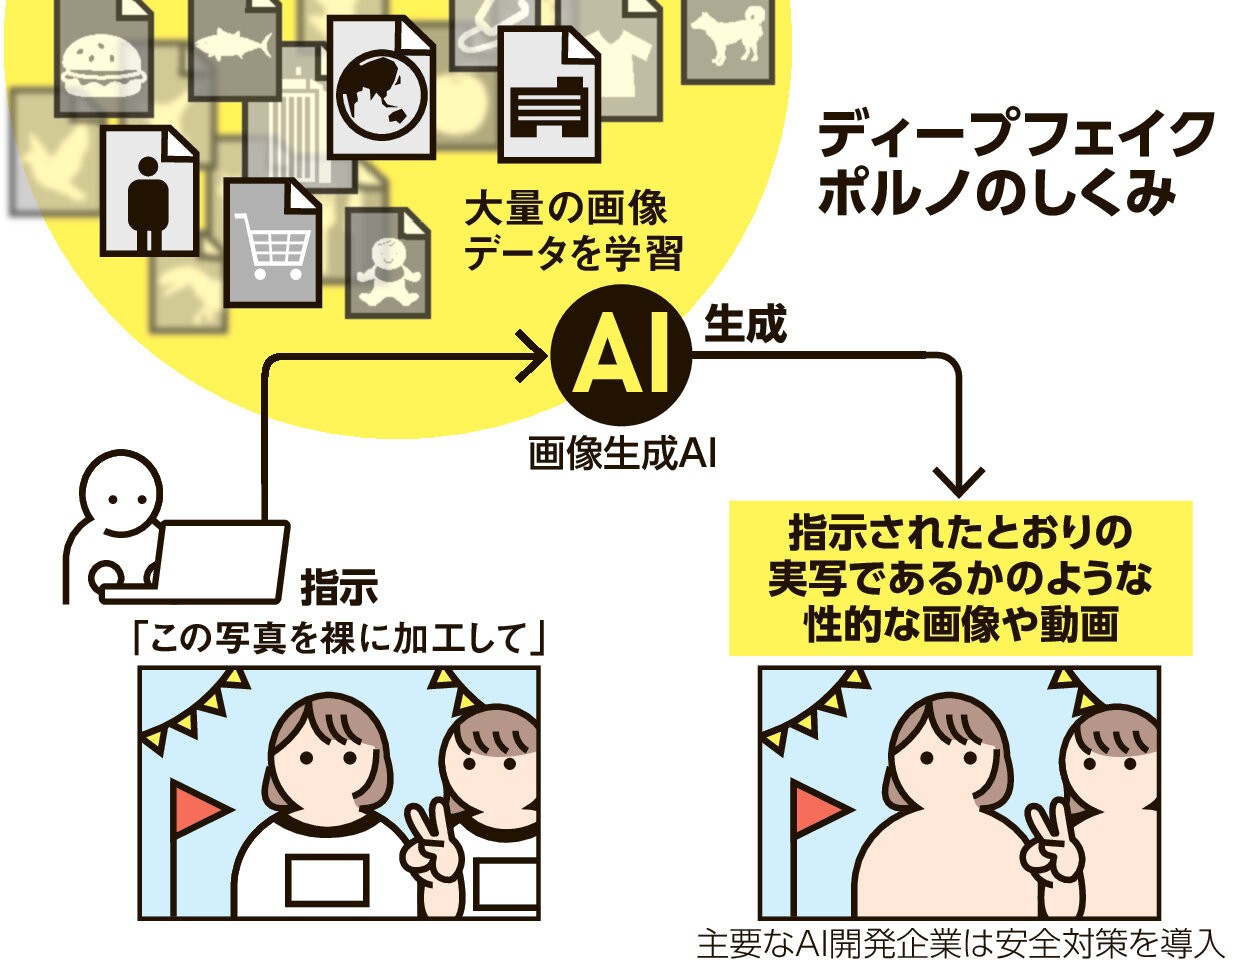 ディープフェイク
ポルノのしくみ
大量の画像
データを学習
AI
生成
画像生成AI
指示
「この写真を裸に加工して」
指示されたとおりの
実写であるかのような
性的な画像や動画
主要なAI開発企業は安全対策を導入